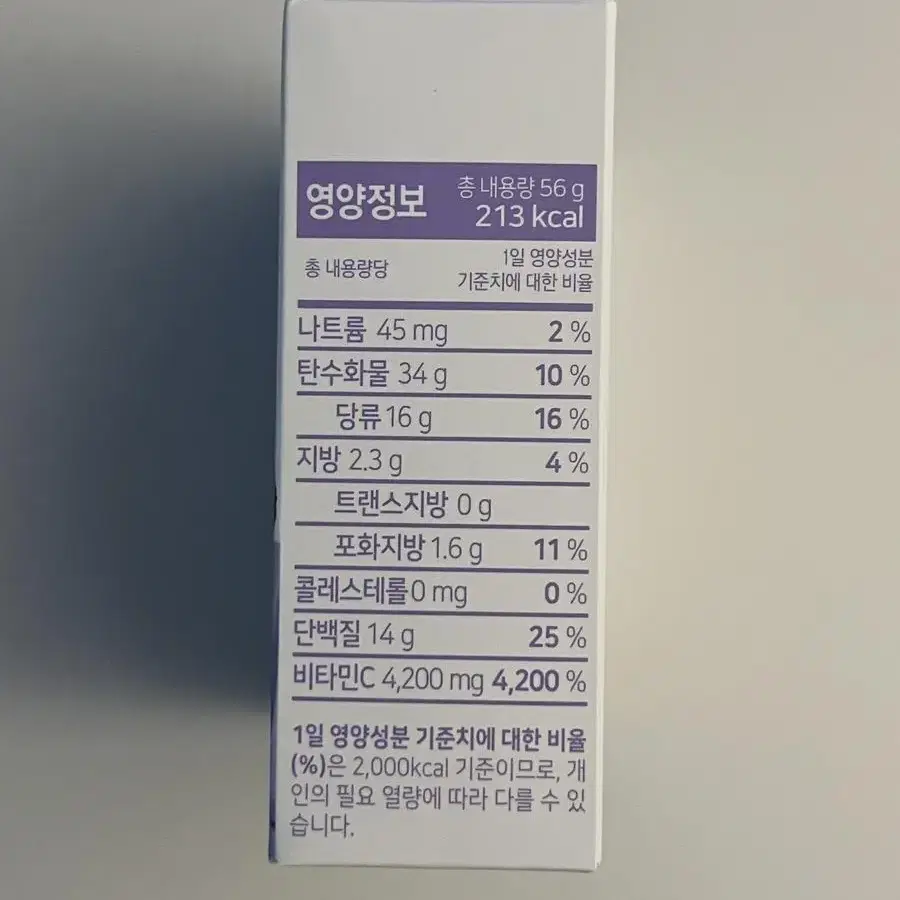 영양정보
총 내용량 56 g
213 kcal
총 내용량당
1일 영양성분
기준치에 대한 비율
나트륨 45 mg 2 %
탄수화물 34 g 10 %
당류 16 g 16 %
지방 2.3 g 4 %
트랜스지방 0 g
포화지방 1.6 g 11 %
콜레스테롤 0 mg 0 %
단백질 14 g 25 %
비타민C 4,200 mg 4,200 %
1일 영양성분 기준치에 대한 비율
(%)은 2,000kcal 기준이므로, 개
인의 필요 열량에 따라 다를 수 있
습니다.